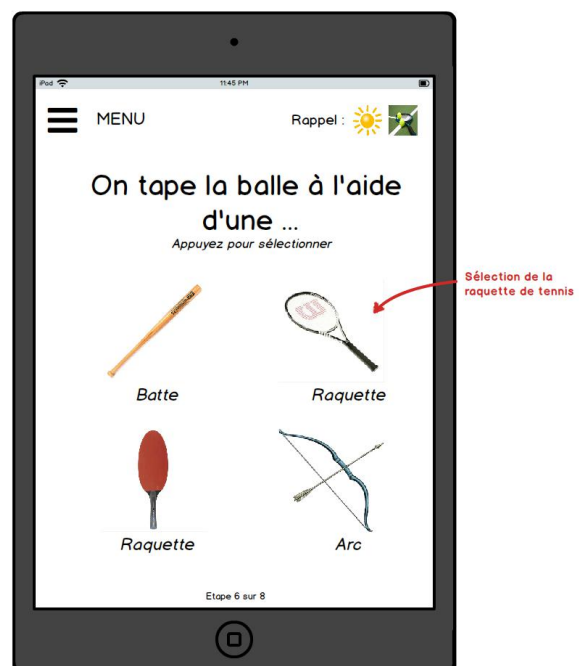 iPod 11:45 PM
MENU Rappel :
On tape la balle à l'aide
d'une ...
Appuyez pour sélectionner
Sélection de la
raquette de tennis
Batte Raquette
Raquette Arc
Etape 6 sur 8